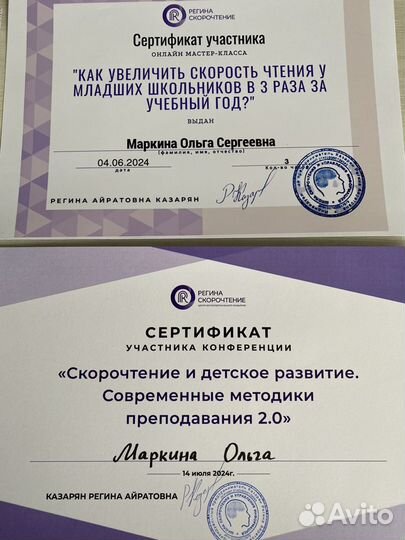 РЕГИНА
СКОРОЧТЕНИЕ
Сертификат участника
ОНЛАЙН МАСТЕР-КЛАССА
"КАК УВЕЛИЧИТЬ СКОРОСТЬ ЧТЕНИЯ У
МЛАДШИХ ШКОЛЬНИКОВ В 3 РАЗА ЗА
УЧЕБНЫЙ ГОД?"
ВЫДАН
Маркина Ольга Сергеевна
(фамилия, имя, отчество)
04.06.2024
3
дата
Кол-во
РЕГИНА АЙРАТОВНА КАЗАРЯН
РЕГИНА
СКОРОЧТЕНИЕ
СЕРТИФИКАТ
УЧАСТНИКА КОНФЕРЕНЦИИ
«Скорочтение и детское развитие.
Современные методики
преподавания 2.0»
Маркина Ольга
14 июля 2024г.
КАЗАРЯН РЕГИНА АЙРАТОВНА
Avito